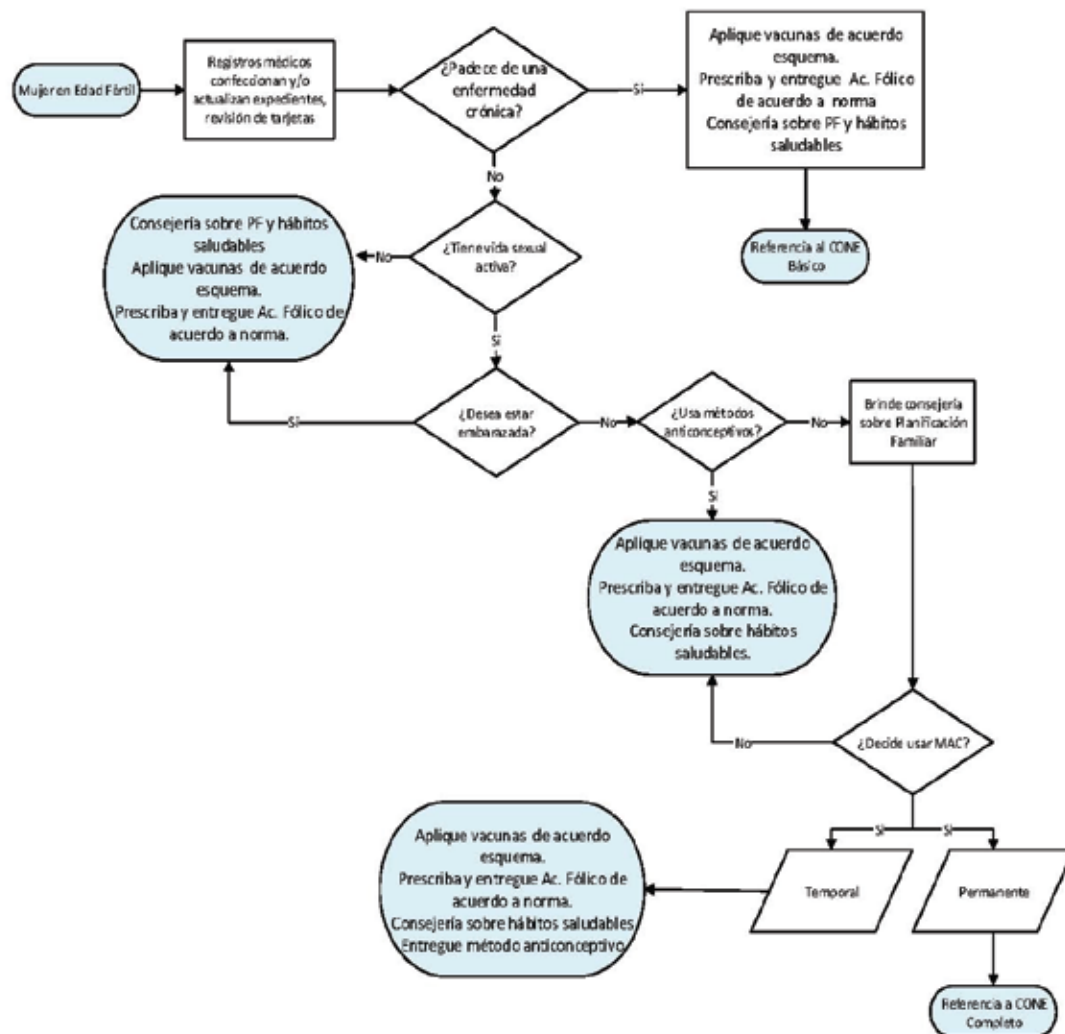 Mujer en Edad Fértil
Registros médicos
confeccionan y/o
actualizan expedientes,
revisión de tarjetas
¿Padece de una
enfermedad
crónica?
Si
Aplique vacunas de acuerdo
esquema.
Prescriba y entregue Ac. Fólico
de acuerdo a norma
Consejería sobre PF y hábitos
saludables
Referencia al CONE
Básico
No
¿Tiene vida sexual
activa?
No
Consejería sobre PF y hábitos
saludables
Aplique vacunas de acuerdo
esquema.
Prescriba y entregue Ac. Fólico de
acuerdo a norma.
Si
¿Desea estar
embarazada?
Si
No
¿Usa métodos
anticonceptivos?
No
Brinde consejería
sobre Planificación
Familiar
Si
Aplique vacunas de acuerdo
esquema.
Prescriba y entregue Ac. Fólico de
acuerdo a norma.
Consejería sobre hábitos
saludables.
¿Decide usar MAC?
No
Si
Si
Temporal
Permanente
Aplique vacunas de acuerdo
esquema.
Prescriba y entregue Ac. Fólico de
acuerdo a norma.
Consejería sobre hábitos saludables
Entregue método anticonceptivo
Referencia a CONE
Completo